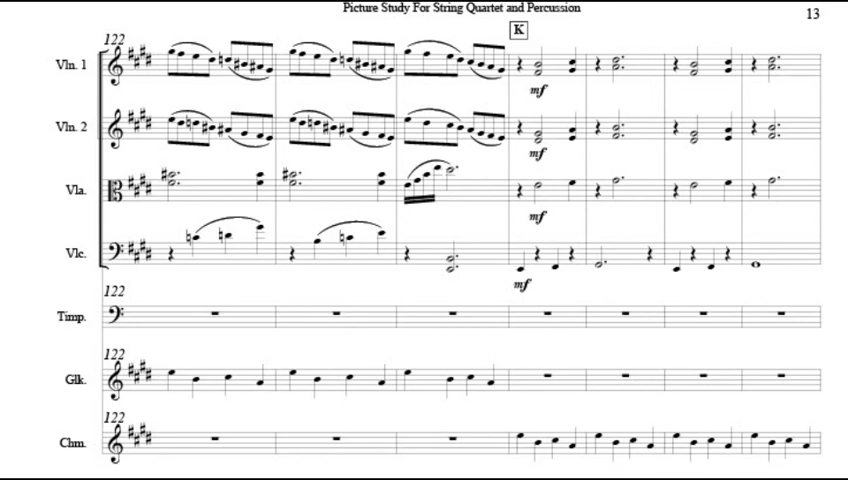 Picture Study For String Quartet and Percussion
13
K
122
Vln. 1
mf
Vln. 2
mf
Vla.
mf
Vlc.
mf
122
Timp.
122
Glk.
122
Chm.